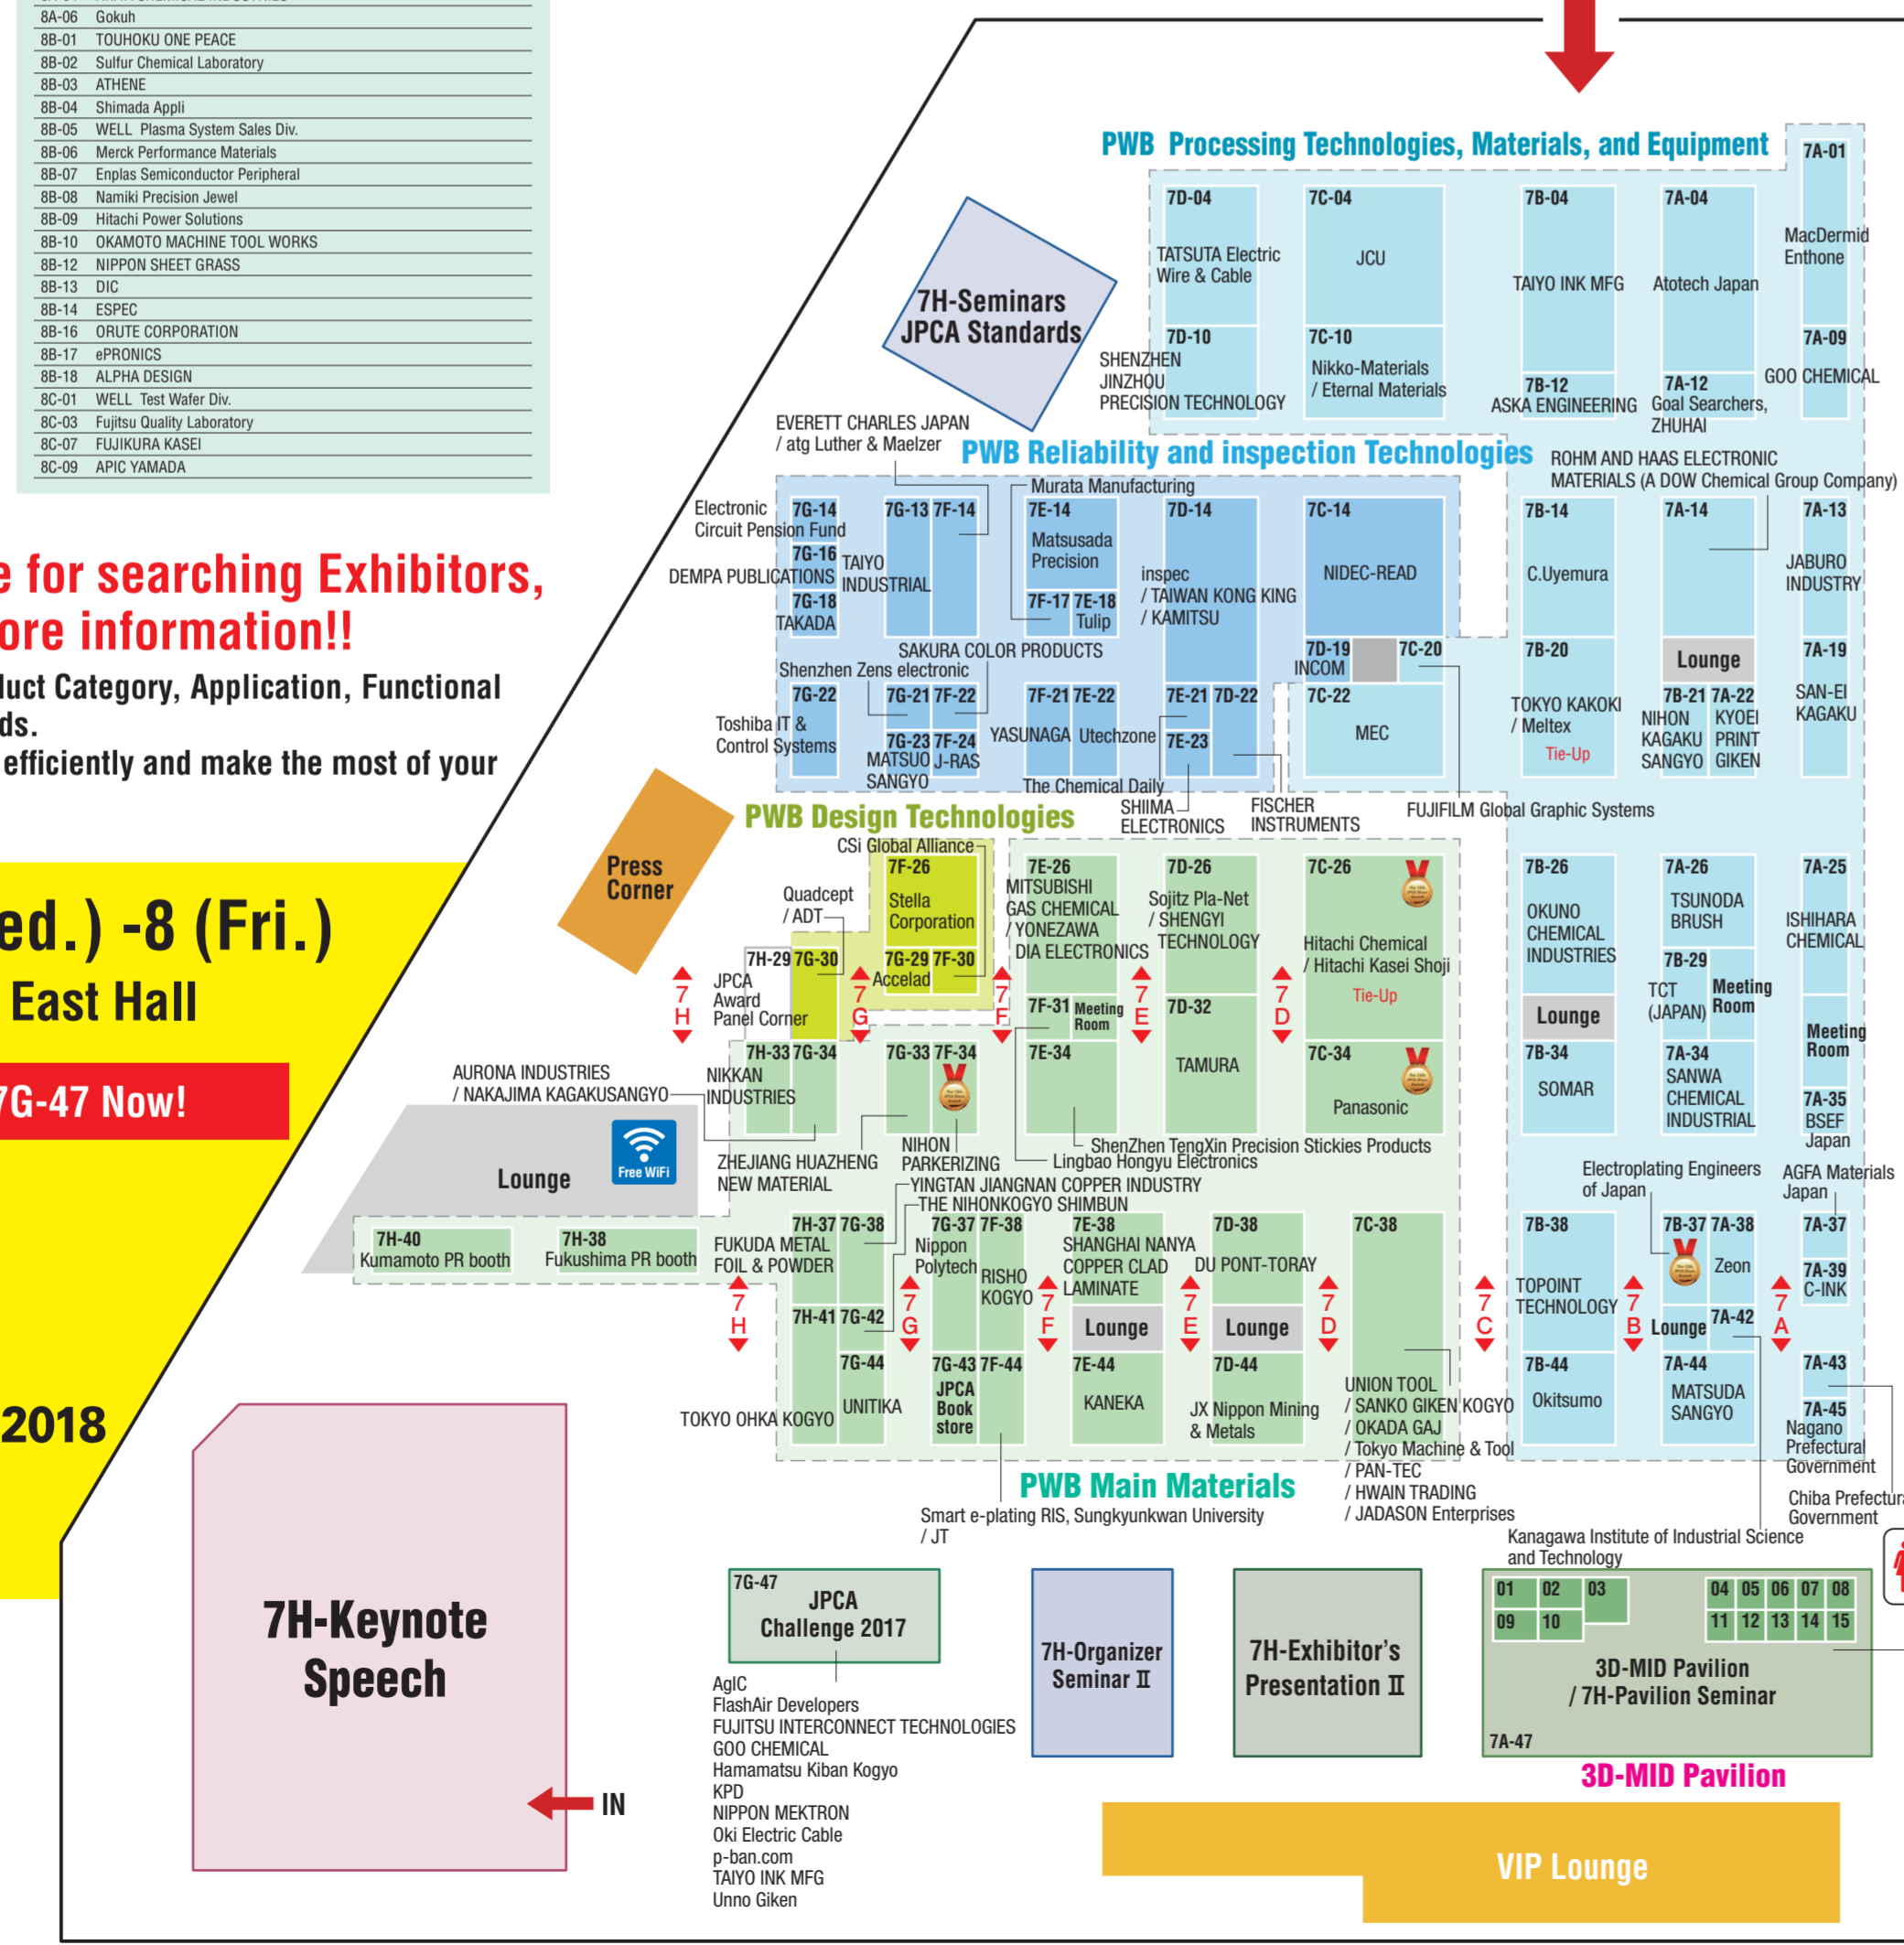 8A-06 Gokuh
8B-01 TOUHOKU ONE PEACE
8B-02 Sulfur Chemical Laboratory
8B-03 ATHENE
8B-04 Shimada Appli
8B-05 WELL Plasma System Sales Div.
8B-06 Merck Performance Materials
8B-07 Enplas Semiconductor Peripheral
8B-08 Namiki Precision Jewel
8B-09 Hitachi Power Solutions
8B-10 OKAMOTO MACHINE TOOL WORKS
8B-12 NIPPON SHEET GRASS
8B-13 DIC
8B-14 ESPEC
8B-16 ORUTE CORPORATION
8B-17 ePRONICS
8B-18 ALPHA DESIGN
8C-01 WELL Test Wafer Div.
8C-03 Fujitsu Quality Laboratory
8C-07 FUJIKURA KASEI
8C-09 APIC YAMADA
e for searching Exhibitors,
ore information!!
duct Category, Application, Functional
ds.
efficiently and make the most of your
ed.) -8 (Fri.)
East Hall
7G-47 Now!
2018
PWB Processing Technologies, Materials, and Equipment
7A-01
MacDermid
Enthone
7D-04
TATSUTA Electric
Wire & Cable
7C-04
JCU
7B-04
TAIYO INK MFG
7A-04
Atotech Japan
7D-10
SHENZHEN
JINZHOU
PRECISION TECHNOLOGY
7C-10
Nikko-Materials
/ Eternal Materials
7B-12
ASKA ENGINEERING
7A-12
Goal Searchers,
ZHUHAI
7A-09
GOO CHEMICAL
7H-Seminars
JPCA Standards
EVERETT CHARLES JAPAN
/ atg Luther & Maelzer
PWB Reliability and inspection Technologies
ROHM AND HAAS ELECTRONIC
MATERIALS (A DOW Chemical Group Company)
Murata Manufacturing
Electronic
Circuit Pension Fund
7G-14
7G-16
DEMPA PUBLICATIONS
7G-18
TAKADA
7G-13
TAIYO
INDUSTRIAL
7F-14
7E-14
Matsusada
Precision
7F-17
7E-18
Tulip
7D-14
inspec
/ TAIWAN KONG KING
/ KAMITSU
7C-14
NIDEC-READ
7B-14
C.Uyemura
7A-14
7A-13
JABURO
INDUSTRY
SAKURA COLOR PRODUCTS
Shenzhen Zens electronic
7D-19
INCOM
7C-20
7B-20
TOKYO KAKOKI
/ Meltex
Tie-Up
Lounge
7A-19
SAN-EI
KAGAKU
7G-22
Toshiba IT &
Control Systems
7G-21
7F-22
7G-23
MATSUO
SANGYO
7F-24
J-RAS
7F-21
YASUNAGA
7E-22
Utechzone
7E-21
7D-22
7E-23
7C-22
MEC
7B-21
NIHON
KAGAKU
SANGYO
7A-22
KYOEI
PRINT
GIKEN
The Chemical Daily
SHIIMA
ELECTRONICS
FISCHER
INSTRUMENTS
FUJIFILM Global Graphic Systems
Press
Corner
PWB Design Technologies
CSi Global Alliance
Quadcept
/ ADT
7F-26
Stella
Corporation
7H-29
JPCA
Award
Panel Corner
7G-30
7G-29
Accelad
7F-30
7E-26
MITSUBISHI
GAS CHEMICAL
/ YONEZAWA
DIA ELECTRONICS
7D-26
Sojitz Pla-Net
/ SHENGYI
TECHNOLOGY
7C-26
Hitachi Chemical
/ Hitachi Kasei Shoji
Tie-Up
7B-26
OKUNO
CHEMICAL
INDUSTRIES
7A-26
TSUNODA
BRUSH
7A-25
ISHIHARA
CHEMICAL
7B-29
TCT
(JAPAN)
Meeting
Room
7H
7G
7F
7E
7D
7F-31
Meeting
Room
7D-32
TAMURA
Lounge
Meeting
Room
7H-33
NIKKAN
INDUSTRIES
7G-34
7G-33
7F-34
7E-34
7C-34
Panasonic
7B-34
SOMAR
7A-34
SANWA
CHEMICAL
INDUSTRIAL
7A-35
BSEF
Japan
AURONA INDUSTRIES
/ NAKAJIMA KAGAKUSANGYO
ZHEJIANG HUAZHENG
NEW MATERIAL
NIHON
PARKERIZING
ShenZhen TengXin Precision Stickies Products
Lingbao Hongyu Electronics
YINGTAN JIANGNAN COPPER INDUSTRY
THE NIHONKOGYO SHIMBUN
Electroplating Engineers
of Japan
AGFA Materials
Japan
Lounge
Free WiFi
7H-40
Kumamoto PR booth
7H-38
Fukushima PR booth
7H-37
FUKUDA METAL
FOIL & POWDER
7G-38
7G-37
Nippon
Polytech
7F-38
RISHO
KOGYO
7E-38
SHANGHAI NANYA
COPPER CLAD
LAMINATE
7D-38
DU PONT-TORAY
7C-38
7B-38
TOPOINT
TECHNOLOGY
7B-37
7A-38
Zeon
7A-37
7A-39
C-INK
7H
7G
7F
7E
7D
7C
7B
7A
7H-41
TOKYO OHKA KOGYO
7G-42
7G-44
UNITIKA
Lounge
Lounge
Lounge
7A-42
7G-43
JPCA
Book
store
7F-44
7E-44
KANEKA
7D-44
JX Nippon Mining
& Metals
UNION TOOL
/ SANKO GIKEN KOGYO
/ OKADA GAJ
/ Tokyo Machine & Tool
/ PAN-TEC
/ HWAIN TRADING
/ JADASON Enterprises
7B-44
Okitsumo
7A-44
MATSUDA
SANGYO
7A-43
7A-45
Nagano
Prefectural
Government
Chiba Prefectura
Government
PWB Main Materials
Smart e-plating RIS, Sungkyunkwan University
/ JT
Kanagawa Institute of Industrial Science
and Technology
7H-Keynote
Speech
IN
7G-47
JPCA
Challenge 2017
AgIC
FlashAir Developers
FUJITSU INTERCONNECT TECHNOLOGIES
GOO CHEMICAL
Hamamatsu Kiban Kogyo
KPD
NIPPON MEKTRON
Oki Electric Cable
p-ban.com
TAIYO INK MFG
Unno Giken
7H-Organizer
Seminar Ⅱ
7H-Exhibitor's
Presentation Ⅱ
01 02 03 04 05 06 07 08
09 10 11 12 13 14 15
3D-MID Pavilion
/ 7H-Pavilion Seminar
7A-47
3D-MID Pavilion
VIP Lounge